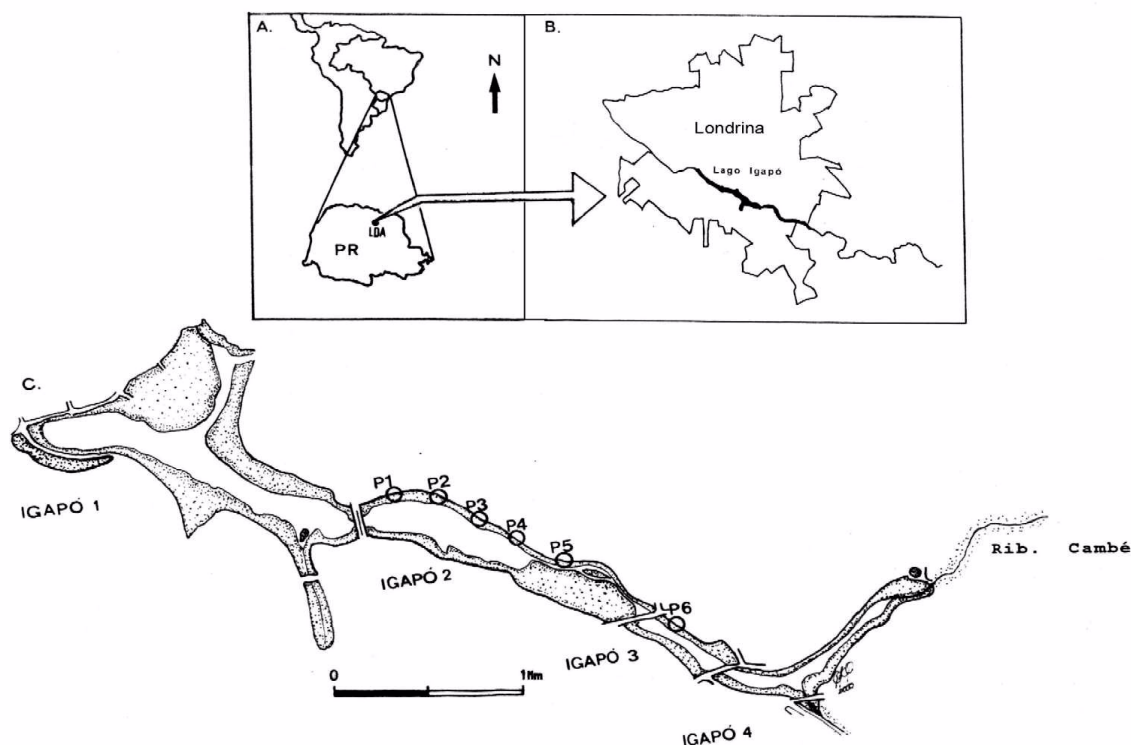 A.
B.
N
Londrina
Lago Igapó
LDA
PR
C.
P1
P2
P3
P4
P5
P6
Rib. Cambé
IGAPÓ 1
IGAPÓ 2
IGAPÓ 3
IGAPÓ 4
0